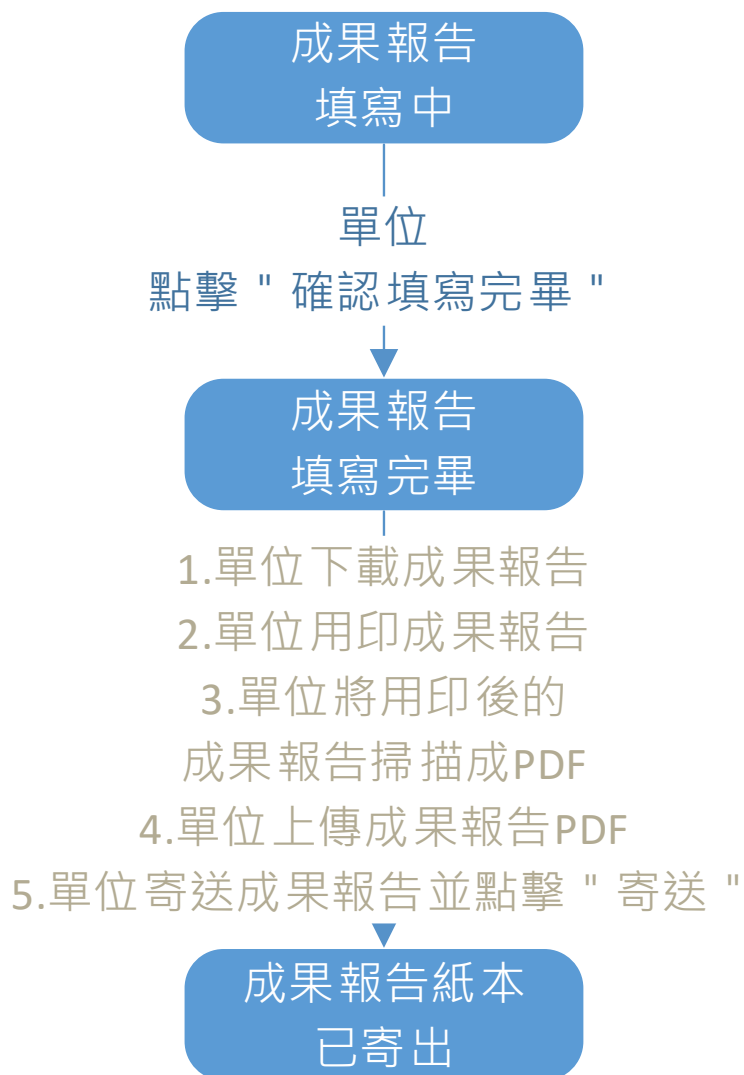 成果報告
填寫中
單位
點擊＂確認填寫完畢＂
成果報告
填寫完畢
1.單位下載成果報告
2.單位用印成果報告
3.單位將用印後的
成果報告掃描成PDF
4.單位上傳成果報告PDF
5.單位寄送成果報告並點擊＂寄送＂
成果報告紙本
已寄出